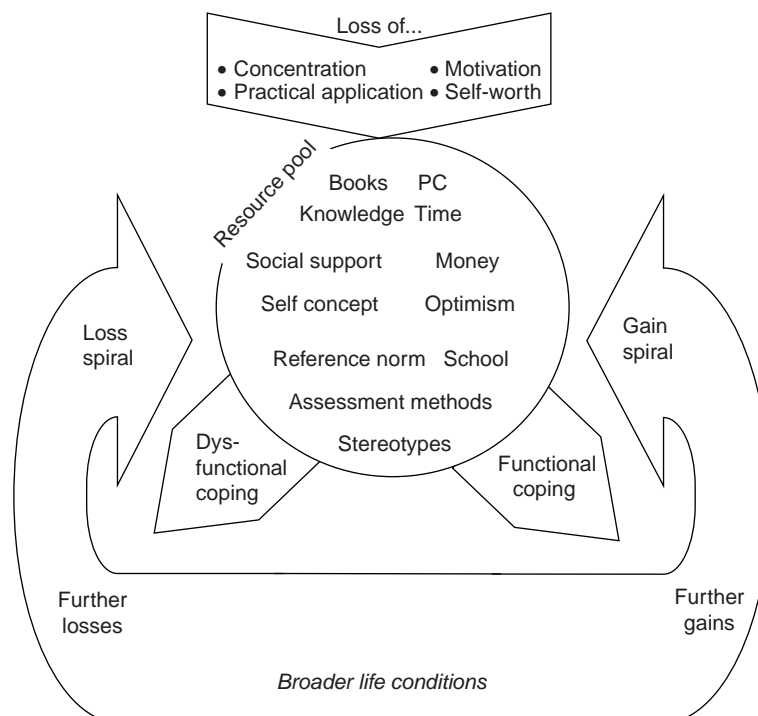 Loss of...
• Concentration • Motivation
• Practical application • Self-worth
Resource pool
Books PC
Knowledge Time
Social support Money
Self concept Optimism
Reference norm School
Assessment methods
Stereotypes
Loss
spiral
Gain
spiral
Dys-
functional
coping
Functional
coping
Further
losses
Further
gains
Broader life conditions